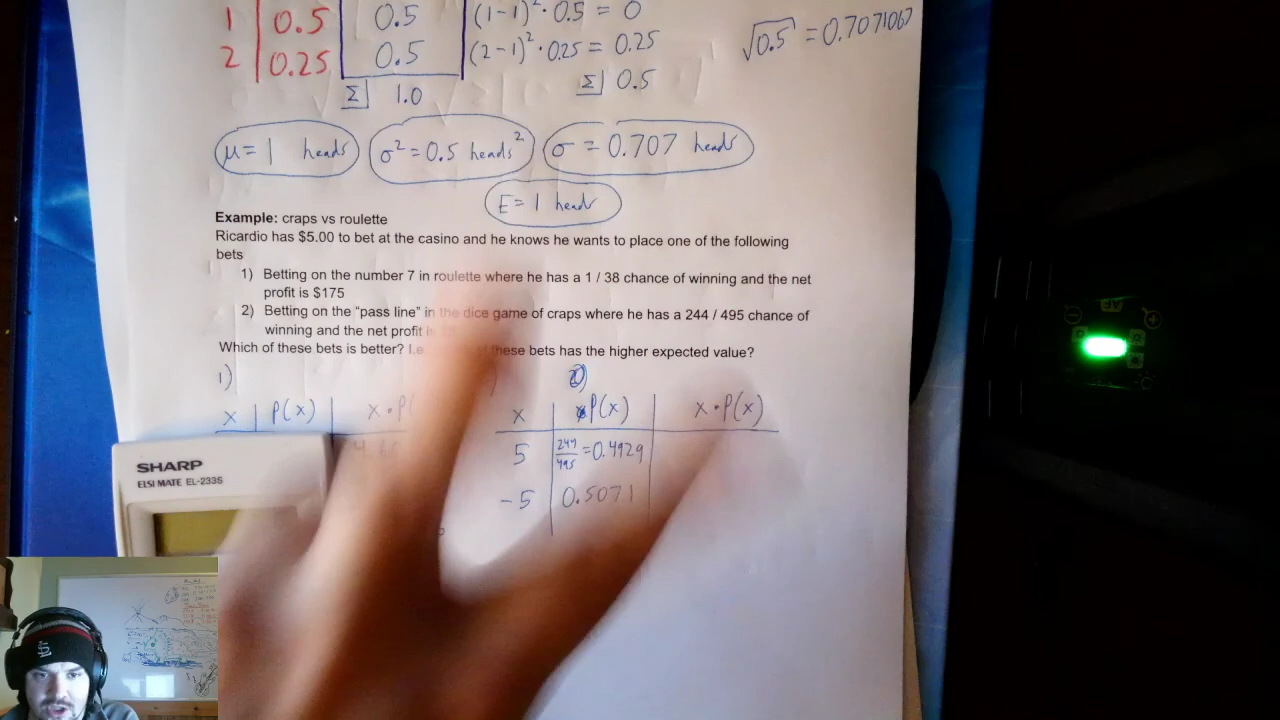 1 0.5 0.5 (1-1)²·0.5 = 0
√0.5 = 0.7071067
2 0.25 0.5 (2-1)²·0.25 = 0.25
Σ 1.0 Σ 0.5
μ = 1 heads σ² = 0.5 heads² σ = 0.707 heads
E = 1 head
Example: craps vs roulette
Ricardio has $5.00 to bet at the casino and he knows he wants to place one of the following
bets
1) Betting on the number 7 in roulette where he has a 1 / 38 chance of winning and the net
profit is $175
2) Betting on the “pass line” in the dice game of craps where he has a 244 / 495 chance of
winning and the net profit
Which of these bets is better? I.e these bets has the higher expected value?
1) 2)
x P(x) x·P( x P(x) x·P(x)
5 244/495 = 0.4929
-5 0.5071
SHARP
ELSI MATE EL-233S